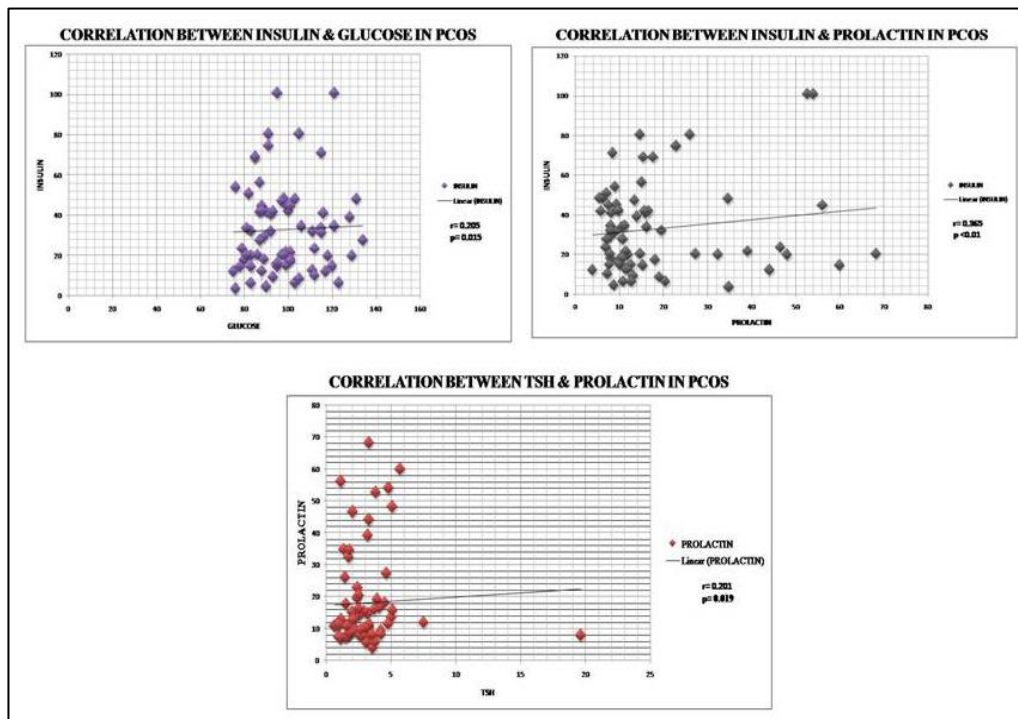 CORRELATION BETWEEN INSULIN & GLUCOSE IN PCOS
120
100
80
60
40
20
0
INSULIN
0 20 40 60 80 100 120 140 160
GLUCOSE
INSULIN
Linear (INSULIN)
r= 0.205
p= 0.015
CORRELATION BETWEEN INSULIN & PROLACTIN IN PCOS
120
100
80
60
40
20
0
INSULIN
0 10 20 30 40 50 60 70 80
PROLACTIN
INSULIN
Linear (INSULIN)
r= 0.365
p <0.01
CORRELATION BETWEEN TSH & PROLACTIN IN PCOS
80
70
60
50
40
30
20
10
0
PROLACTIN
0 5 10 15 20 25
TSH
PROLACTIN
Linear (PROLACTIN)
r= 0.201
p= 0.019